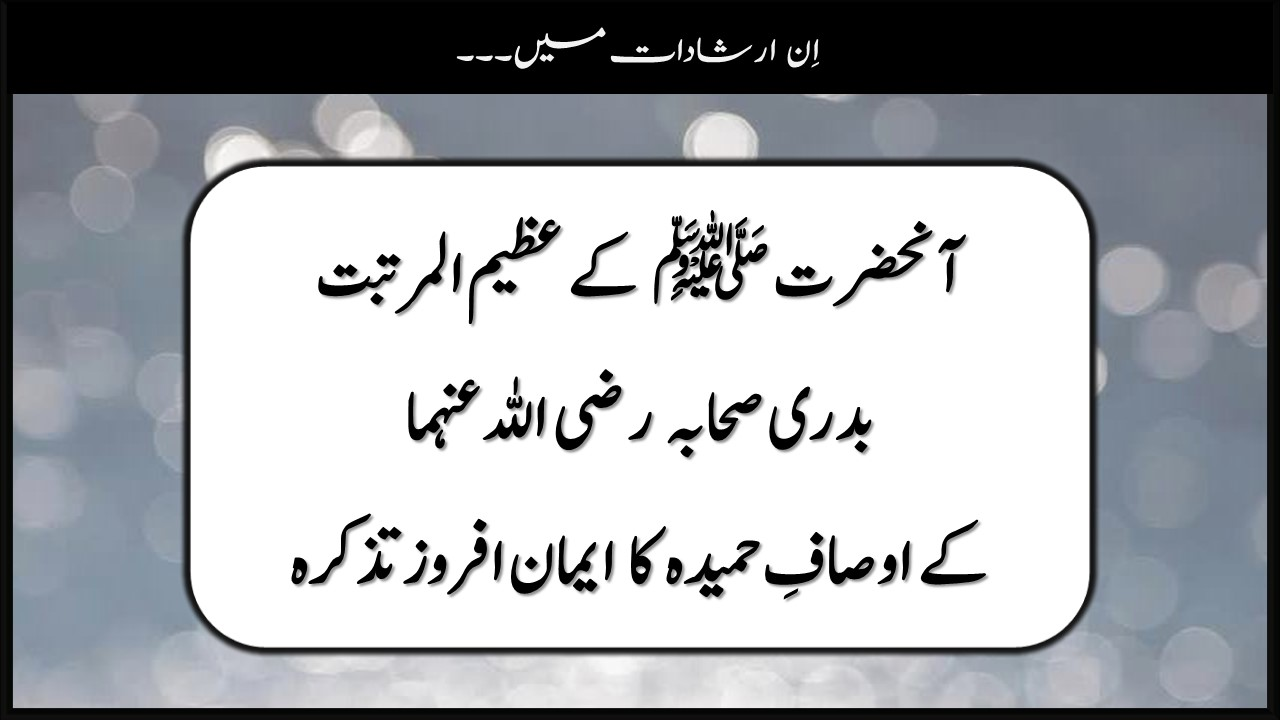 اِن ارشادات میں۔۔۔
آنحضرت ﷺ کے عظیم المرتبت
بدری صحابہ رضی اللہ عنہما
کے اوصافِ حمیدہ کا ایمان افروز تذکرہ